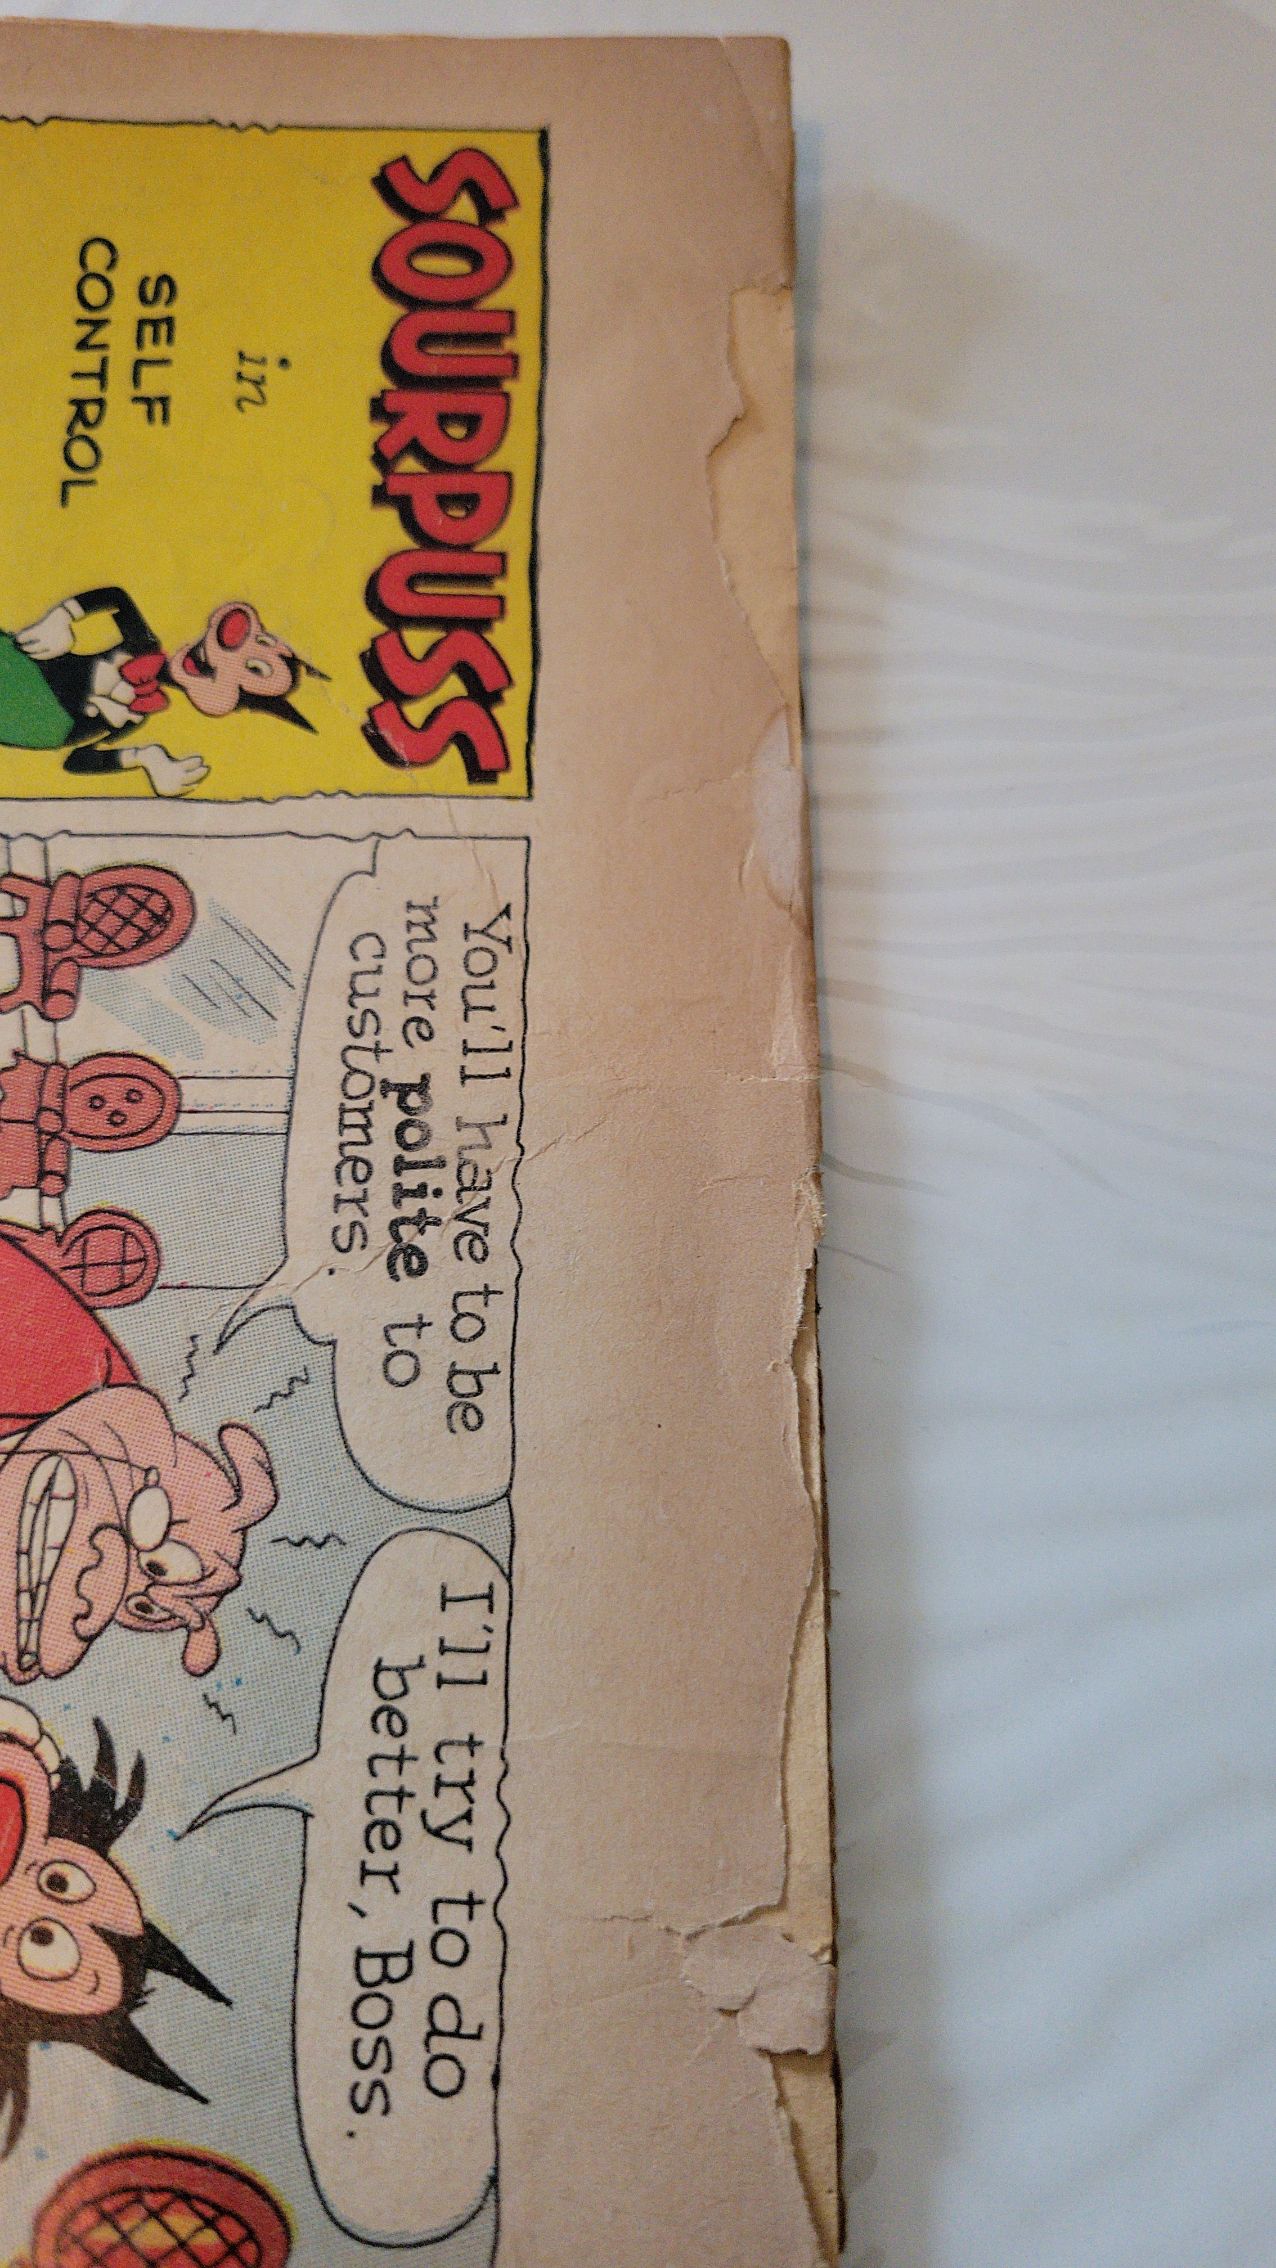 SOURPUSS
in
SELF
CONTROL
You'll have to be
more polite to
customers.
I'll try to do
better, Boss.